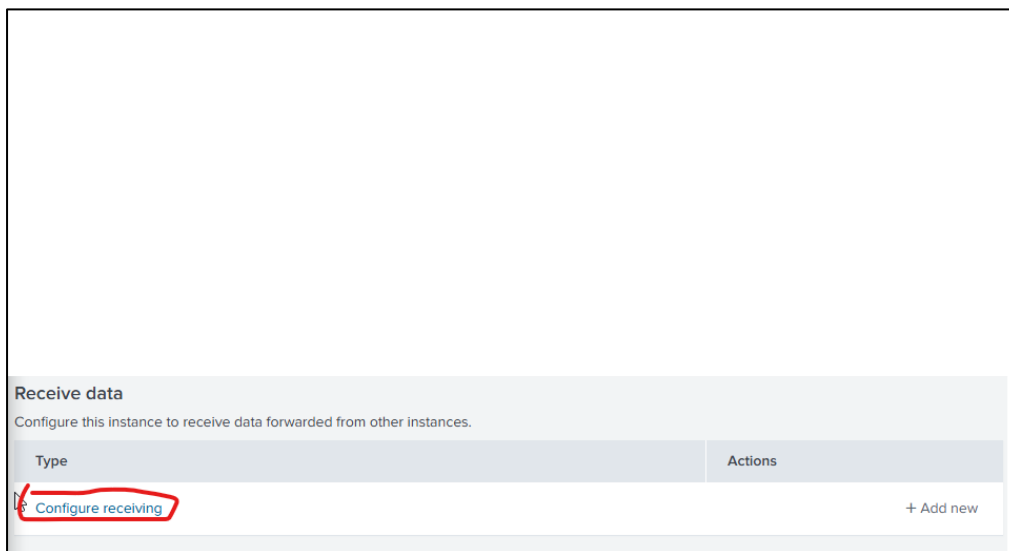 Receive data
Configure this instance to receive data forwarded from other instances.
Type Actions
Configure receiving + Add new